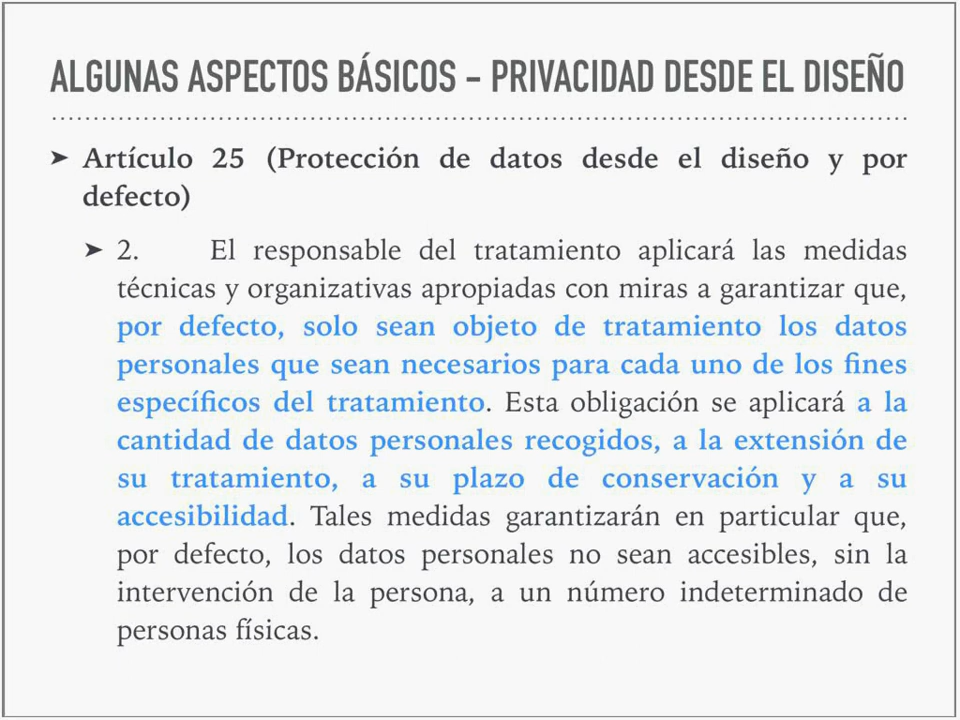 ALGUNAS ASPECTOS BÁSICOS - PRIVACIDAD DESDE EL DISEÑO
➤ Artículo 25 (Protección de datos desde el diseño y por
defecto)
➤ 2. El responsable del tratamiento aplicará las medidas
técnicas y organizativas apropiadas con miras a garantizar que,
por defecto, solo sean objeto de tratamiento los datos
personales que sean necesarios para cada uno de los fines
específicos del tratamiento. Esta obligación se aplicará a la
cantidad de datos personales recogidos, a la extensión de
su tratamiento, a su plazo de conservación y a su
accesibilidad. Tales medidas garantizarán en particular que,
por defecto, los datos personales no sean accesibles, sin la
intervención de la persona, a un número indeterminado de
personas físicas.